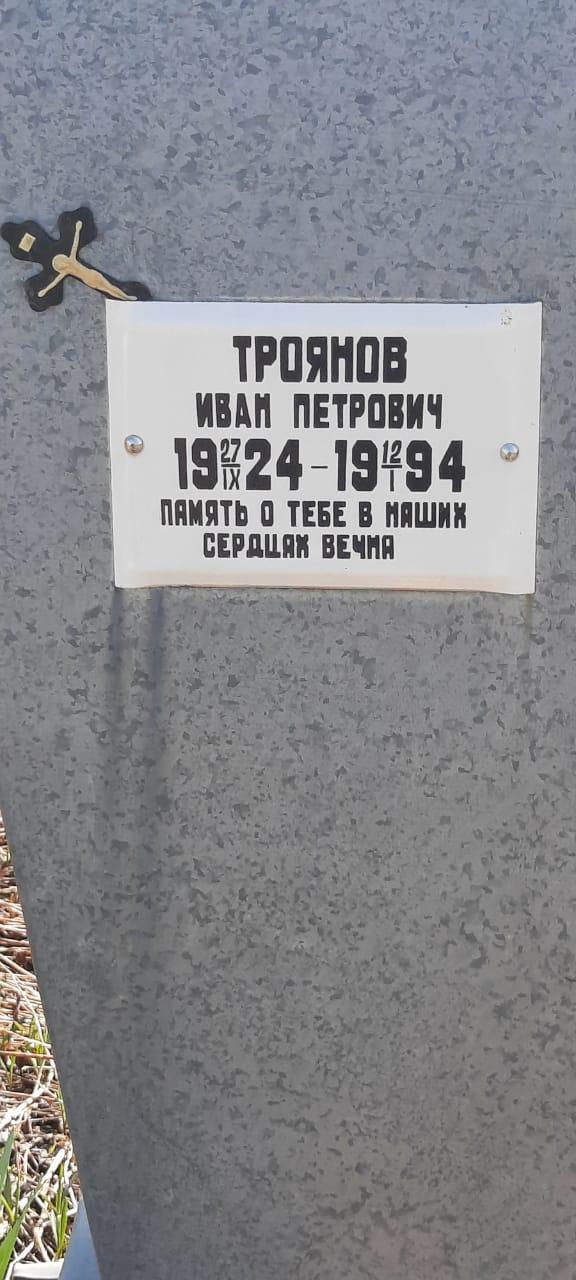 ТРОЯНОВ
ИВАН ПЕТРОВИЧ
19 27/IX 24 - 19 12/I 94
ПАМЯТЬ О ТЕБЕ В НАШИХ
СЕРДЦАХ ВЕЧНА